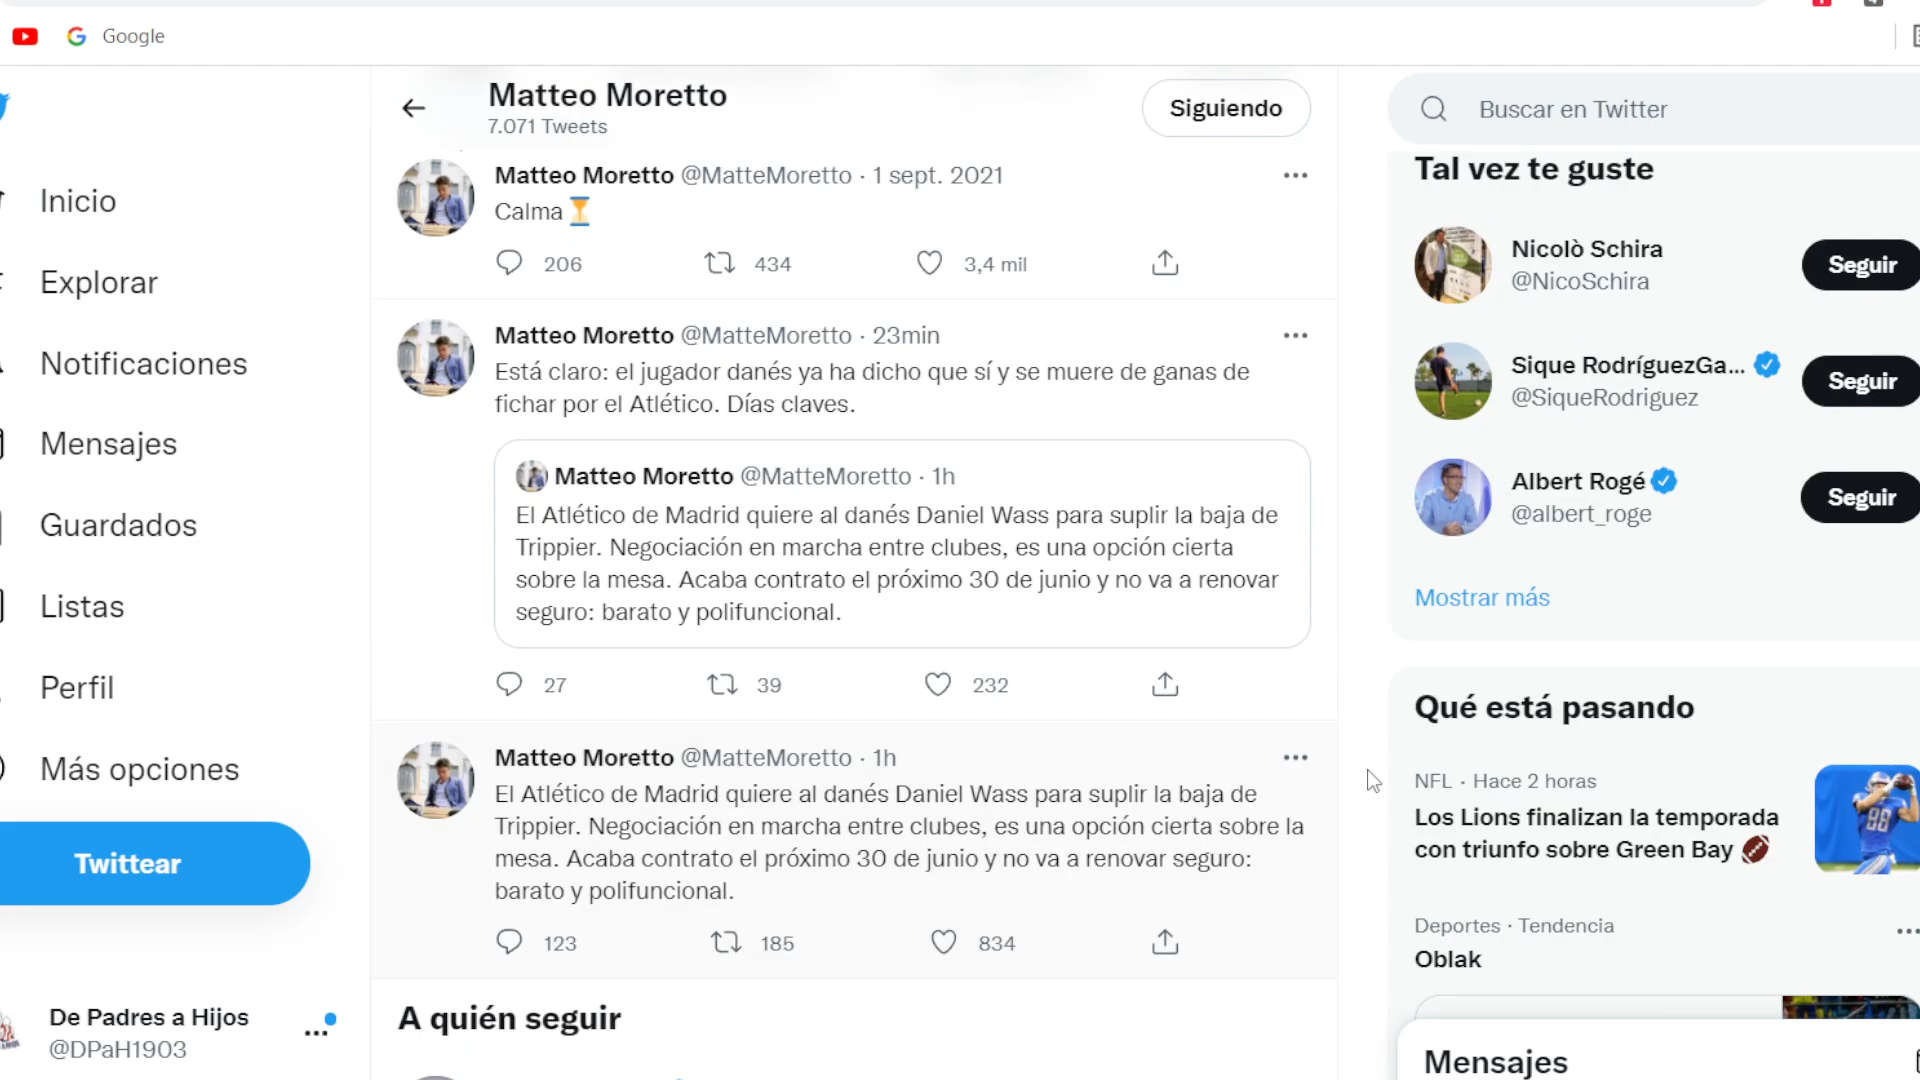 Google
Matteo Moretto
7.071 Tweets
Siguiendo
Buscar en Twitter
Inicio
Explorar
Notificaciones
Mensajes
Guardados
Listas
Perfil
Más opciones
Twittear
De Padres a Hijos
@DPaH1903
Matteo Moretto @MatteMoretto · 1 sept. 2021
Calma ⏳
206 434 3,4 mil
Matteo Moretto @MatteMoretto · 23min
Está claro: el jugador danés ya ha dicho que sí y se muere de ganas de
fichar por el Atlético. Días claves.
Matteo Moretto @MatteMoretto · 1h
El Atlético de Madrid quiere al danés Daniel Wass para suplir la baja de
Trippier. Negociación en marcha entre clubes, es una opción cierta
sobre la mesa. Acaba contrato el próximo 30 de junio y no va a renovar
seguro: barato y polifuncional.
27 39 232
Matteo Moretto @MatteMoretto · 1h
El Atlético de Madrid quiere al danés Daniel Wass para suplir la baja de
Trippier. Negociación en marcha entre clubes, es una opción cierta sobre la
mesa. Acaba contrato el próximo 30 de junio y no va a renovar seguro:
barato y polifuncional.
123 185 834
A quién seguir
Tal vez te guste
Nicolò Schira
@NicoSchira
Seguir
Sique RodríguezGa...
@SiqueRodriguez
Seguir
Albert Rogé
@albert_roge
Seguir
Mostrar más
Qué está pasando
NFL · Hace 2 horas
Los Lions finalizan la temporada
con triunfo sobre Green Bay 🏈
88
Deportes · Tendencia
Oblak
Mensajes